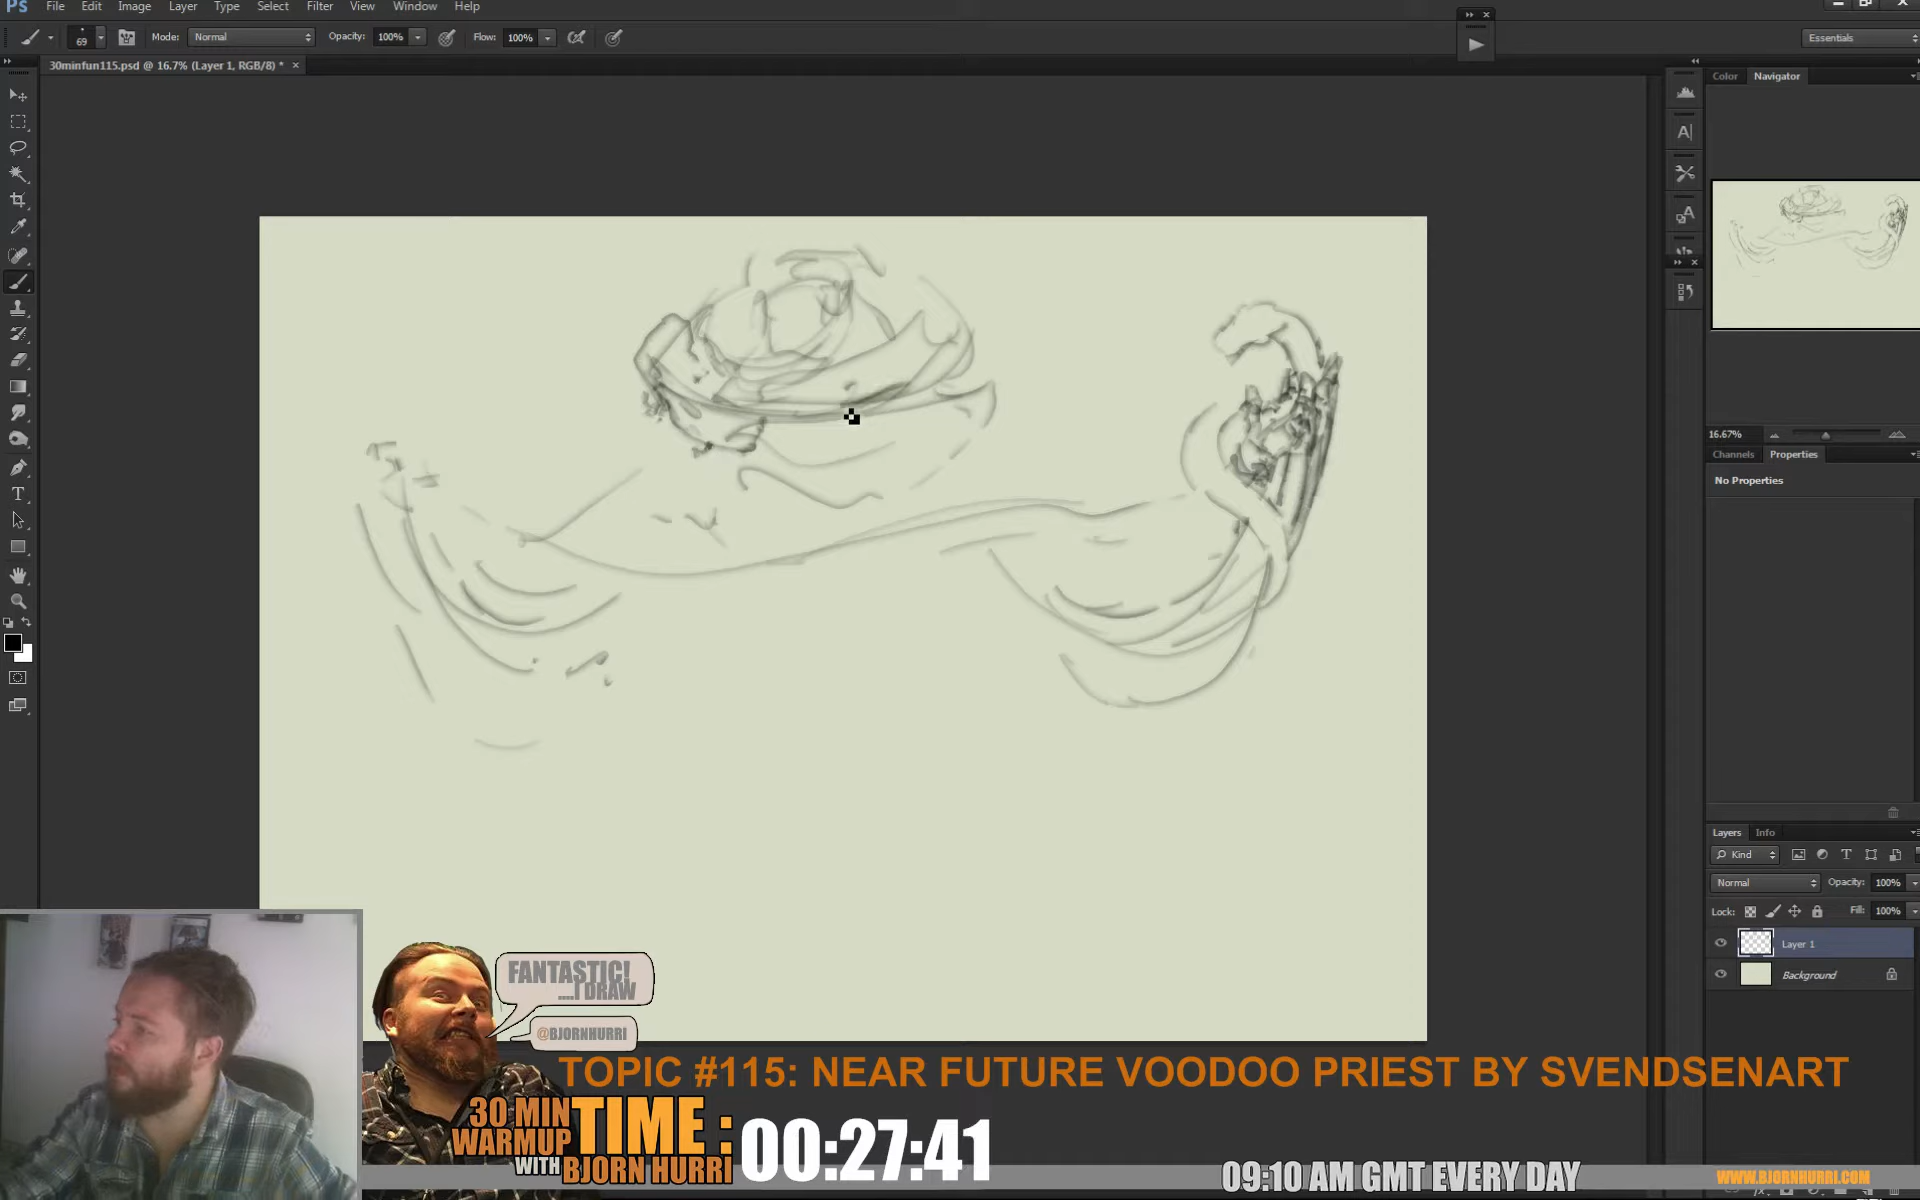 Ps File Edit Image Layer Type Select Filter View Window Help
69 Mode: Normal Opacity: 100% Flow: 100% Essentials
30minfun115.psd @ 16.7% (Layer 1, RGB/8) * ×
Color Navigator
16.67%
Channels Properties
No Properties
Layers Info
Kind
Normal Opacity: 100%
Lock: Fill: 100%
Layer 1
Background
FANTASTIC!
....I DRAW
@BJORNHURRI
TOPIC #115: NEAR FUTURE VOODOO PRIEST BY SVENDSENART
30 MIN
WARMUP
WITH BJORN HURRI
TIME : 00:27:41
09:10 AM GMT EVERY DAY
WWW.BJORNHURRI.COM